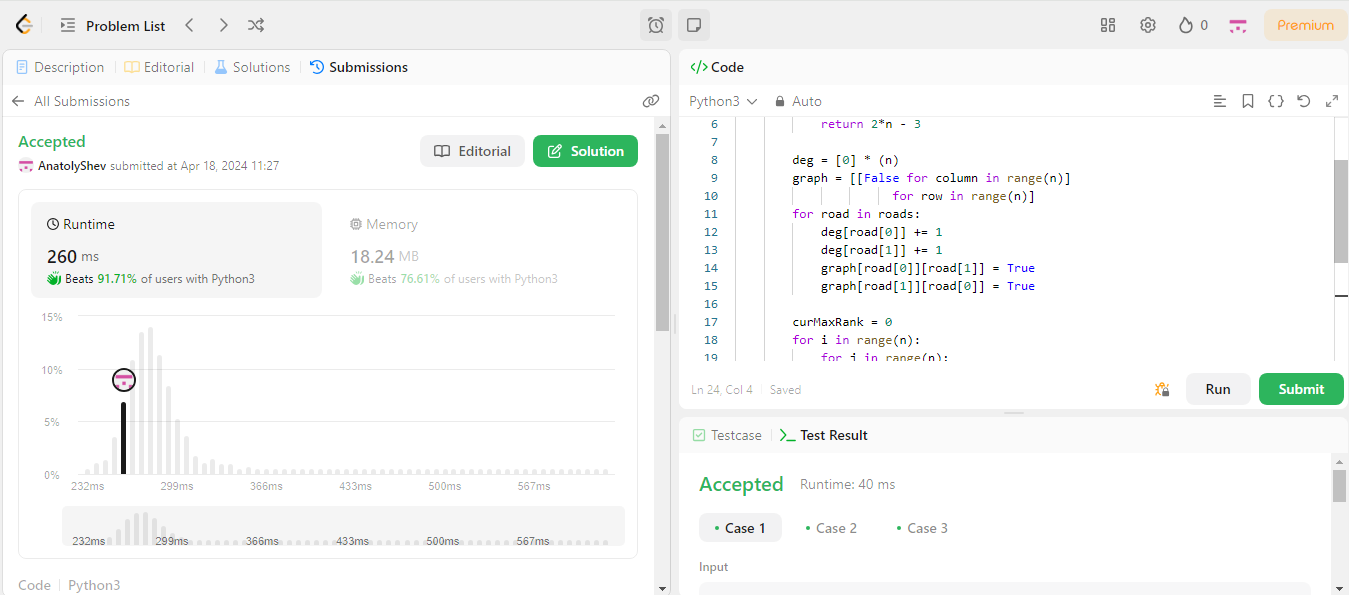 Problem List
0
Premium
Description
Editorial
Solutions
Submissions
All Submissions
Accepted
AnatolyShev submitted at Apr 18, 2024 11:27
Editorial
Solution
Runtime
260 ms
Beats 91.71% of users with Python3
Memory
18.24 MB
Beats 76.61% of users with Python3
15%
10%
5%
0%
232ms 299ms 366ms 433ms 500ms 567ms
232ms 299ms 366ms 433ms 500ms 567ms
Code
Python3
</> Code
Python3
Auto
6 return 2*n - 3
7
8 deg = [0] * (n)
9 graph = [[False for column in range(n)]
10 for row in range(n)]
11 for road in roads:
12 deg[road[0]] += 1
13 deg[road[1]] += 1
14 graph[road[0]][road[1]] = True
15 graph[road[1]][road[0]] = True
16
17 curMaxRank = 0
18 for i in range(n):
19 for j in range(n):
Ln 24, Col 4
Saved
Run
Submit
Testcase
Test Result
Accepted
Runtime: 40 ms
• Case 1
• Case 2
• Case 3
Input